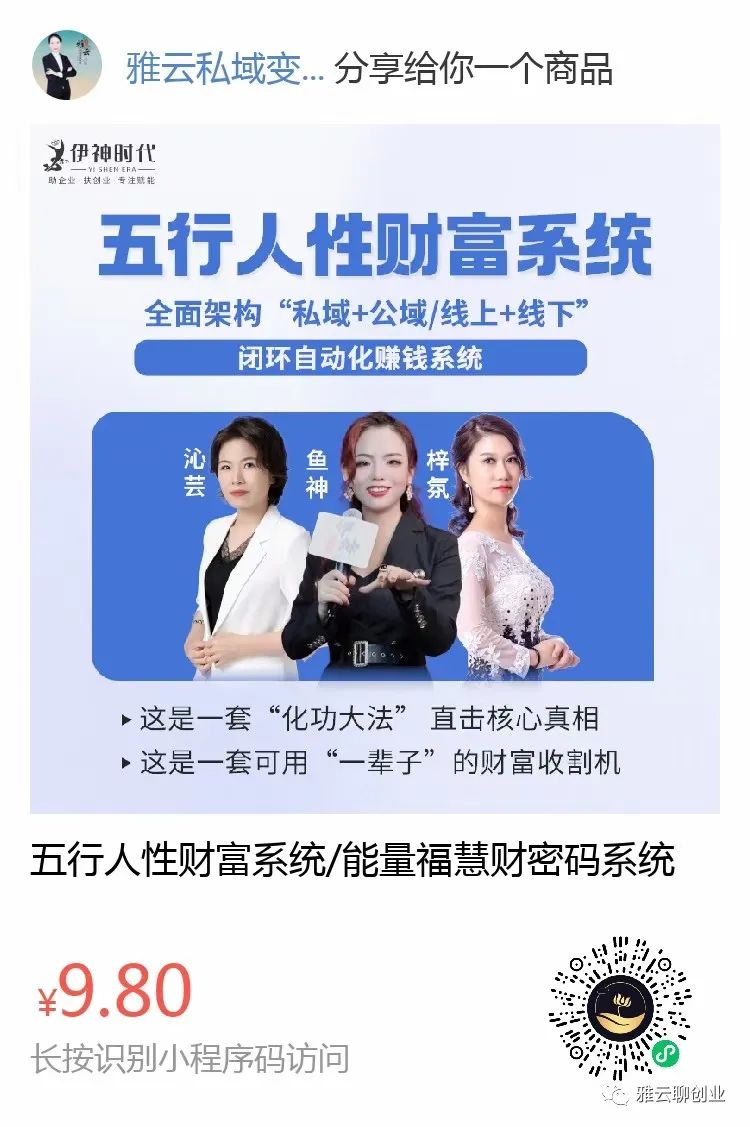 雅云私域变... 分享给你一个商品
伊神时代
YI SHEN ERA
助企业 扶创业 专注赋能
五行人性财富系统
全面架构“私域+公域/线上+线下”
闭环自动化赚钱系统
沁芸
鱼神
梓氛
这是一套“化功大法” 直击核心真相
这是一套可用“一辈子”的财富收割机
五行人性财富系统/能量福慧财密码系统
¥9.80
长按识别小程序码访问
雅云聊创业